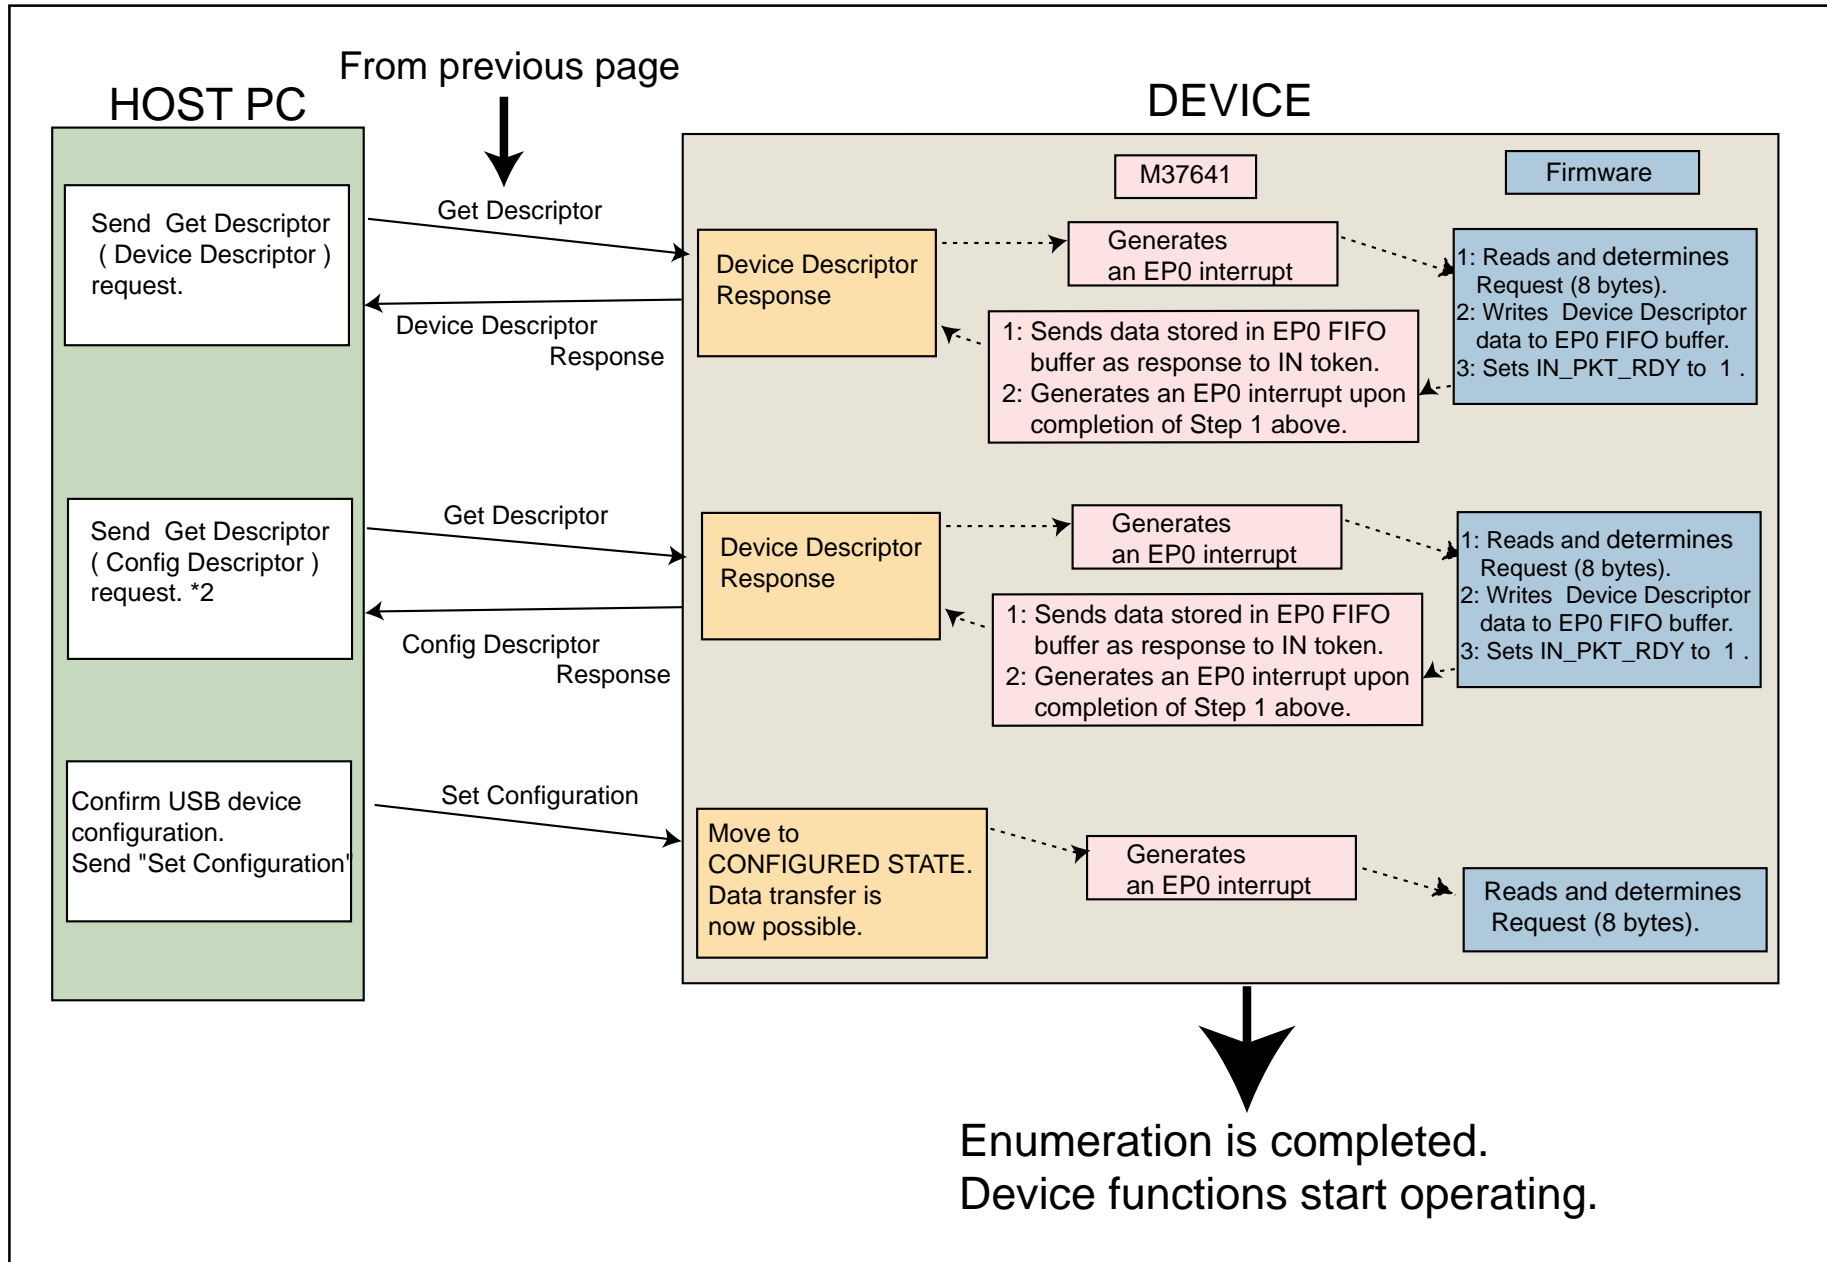 From previous page
HOST PC
DEVICE
M37641
Firmware
Send Get Descriptor
( Device Descriptor )
request.
Get Descriptor
Device Descriptor
Response
Device Descriptor
Response
Generates
an EP0 interrupt
1: Reads and determines
Request (8 bytes).
2: Writes Device Descriptor
data to EP0 FIFO buffer.
3: Sets IN_PKT_RDY to 1 .
1: Sends data stored in EP0 FIFO
buffer as response to IN token.
2: Generates an EP0 interrupt upon
completion of Step 1 above.
Send Get Descriptor
( Config Descriptor )
request. *2
Get Descriptor
Config Descriptor
Response
Device Descriptor
Response
Generates
an EP0 interrupt
1: Reads and determines
Request (8 bytes).
2: Writes Device Descriptor
data to EP0 FIFO buffer.
3: Sets IN_PKT_RDY to 1 .
1: Sends data stored in EP0 FIFO
buffer as response to IN token.
2: Generates an EP0 interrupt upon
completion of Step 1 above.
Confirm USB device
configuration.
Send "Set Configuration"
Set Configuration
Move to
CONFIGURED STATE.
Data transfer is
now possible.
Generates
an EP0 interrupt
Reads and determines
Request (8 bytes).
Enumeration is completed.
Device functions start operating.